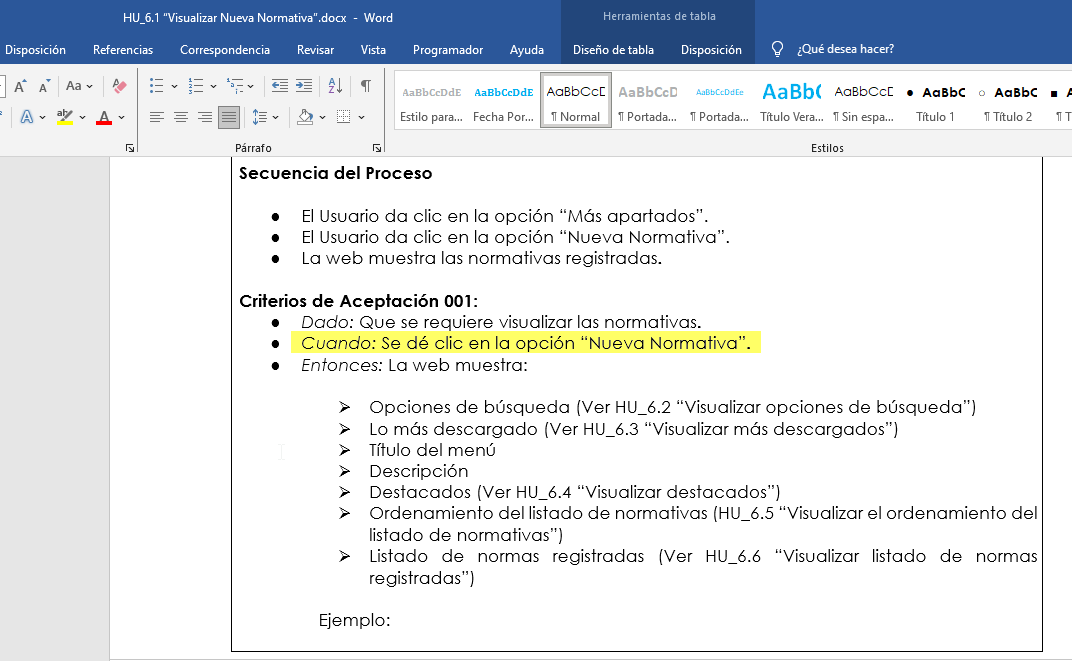 HU_6.1 "Visualizar Nueva Normativa".docx - Word
Herramientas de tabla
Disposición Referencias Correspondencia Revisar Vista Programador Ayuda Diseño de tabla Disposición ¿Qué desea hacer?
AaBbCcDdE AaBbCcDdE AaBbCcD AaBbCcD AaBbCcDdEe AaBb( AaBbCcD AaBbC AaBbC
Estilo para... Fecha Por... ¶ Normal ¶ Portada... ¶ Portada... Título Vera... ¶ Sin espa... Título 1 ¶ Título 2 ¶ T
Párrafo Estilos
Secuencia del Proceso
● El Usuario da clic en la opción “Más apartados”.
● El Usuario da clic en la opción “Nueva Normativa”.
● La web muestra las normativas registradas.
Criterios de Aceptación 001:
● Dado: Que se requiere visualizar las normativas.
● Cuando: Se dé clic en la opción “Nueva Normativa”.
● Entonces: La web muestra:
➢ Opciones de búsqueda (Ver HU_6.2 “Visualizar opciones de búsqueda”)
➢ Lo más descargado (Ver HU_6.3 “Visualizar más descargados”)
➢ Título del menú
➢ Descripción
➢ Destacados (Ver HU_6.4 “Visualizar destacados”)
➢ Ordenamiento del listado de normativas (HU_6.5 “Visualizar el ordenamiento del
listado de normativas”)
➢ Listado de normas registradas (Ver HU_6.6 “Visualizar listado de normas
registradas”)
Ejemplo: